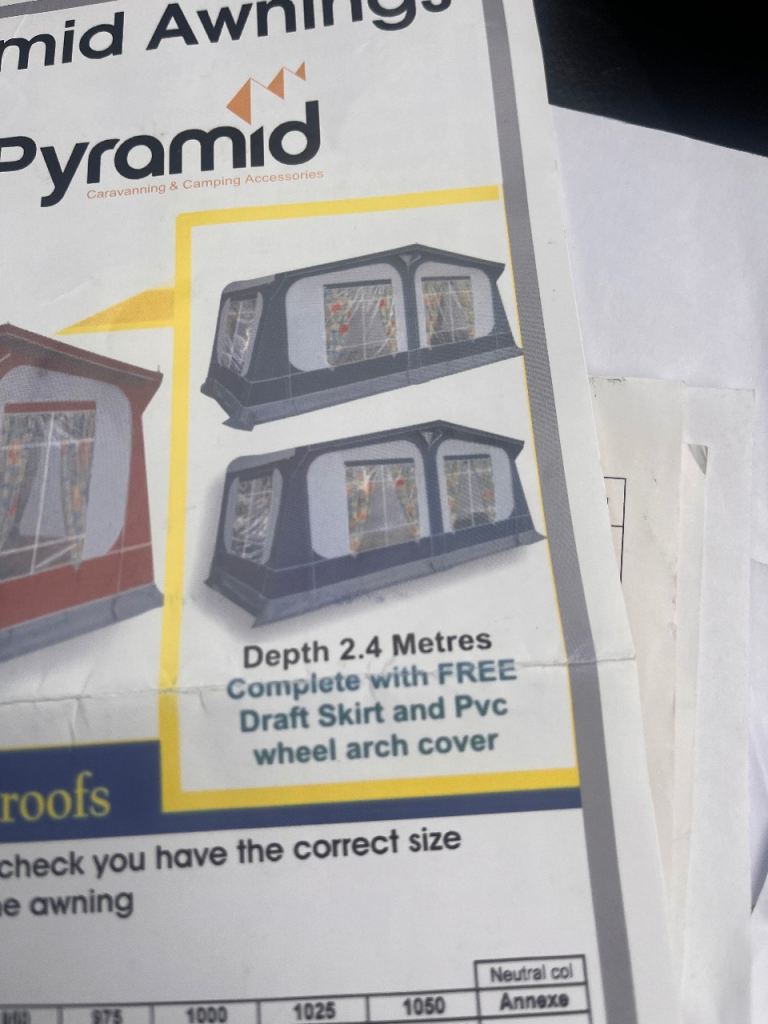 mid Awnings
Pyramid
Caravanning & Camping Accessories
Depth 2.4 Metres
Complete with FREE
Draft Skirt and Pvc
wheel arch cover
roofs
check you have the correct size
e awning
Neutral col
975 1000 1025 1050 Annexe